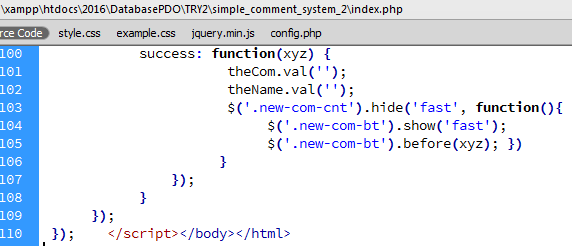 \xampp\htdocs\2016\DatabasePDO\TRY2\simple_comment_system_2\index.php
rce Code style.css example.css jquery.min.js config.php
100 success: function(xyz) {
101 theCom.val('');
102 theName.val('');
103 $('.new-com-cnt').hide('fast', function(){
104 $('.new-com-bt').show('fast');
105 $('.new-com-bt').before(xyz); })
106 }
107 });
108 }
109 });
110 }); </script></body></html>